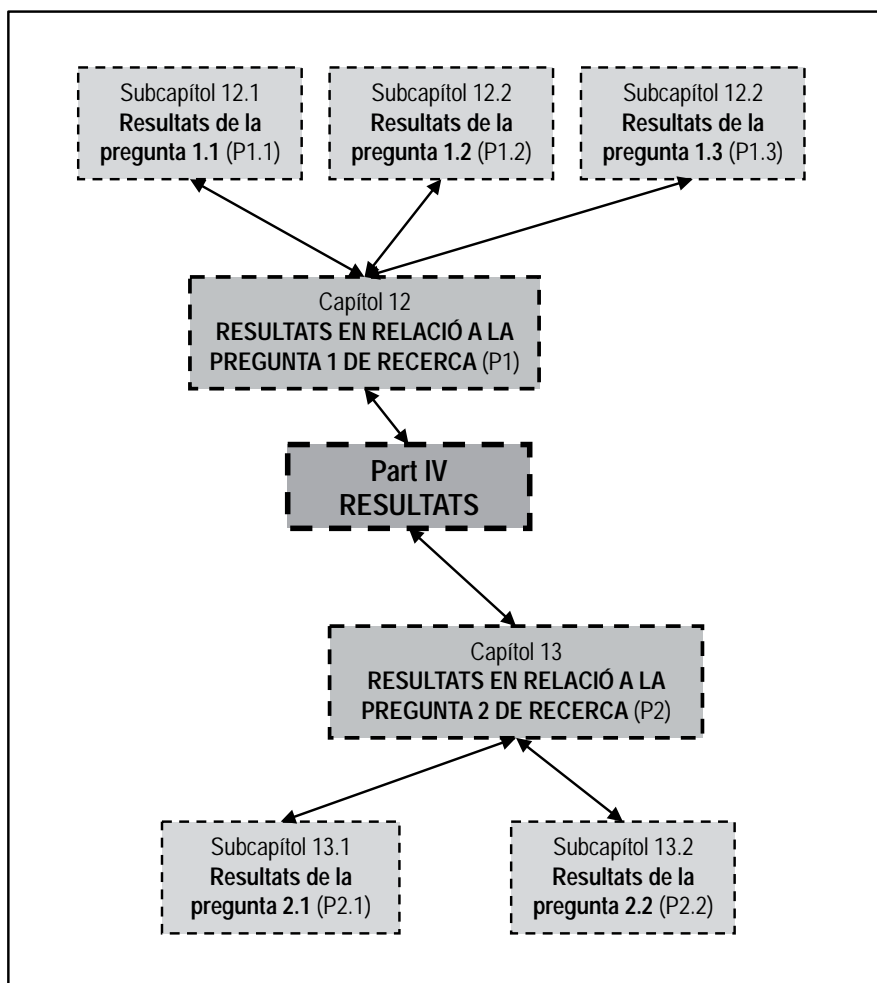 Subcapítol 12.1
Resultats de la
pregunta 1.1 (P1.1)
Subcapítol 12.2
Resultats de la
pregunta 1.2 (P1.2)
Subcapítol 12.2
Resultats de la
pregunta 1.3 (P1.3)
Capítol 12
RESULTATS EN RELACIÓ A LA
PREGUNTA 1 DE RECERCA (P1)
Part IV
RESULTATS
Capítol 13
RESULTATS EN RELACIÓ A LA
PREGUNTA 2 DE RECERCA (P2)
Subcapítol 13.1
Resultats de la
pregunta 2.1 (P2.1)
Subcapítol 13.2
Resultats de la
pregunta 2.2 (P2.2)